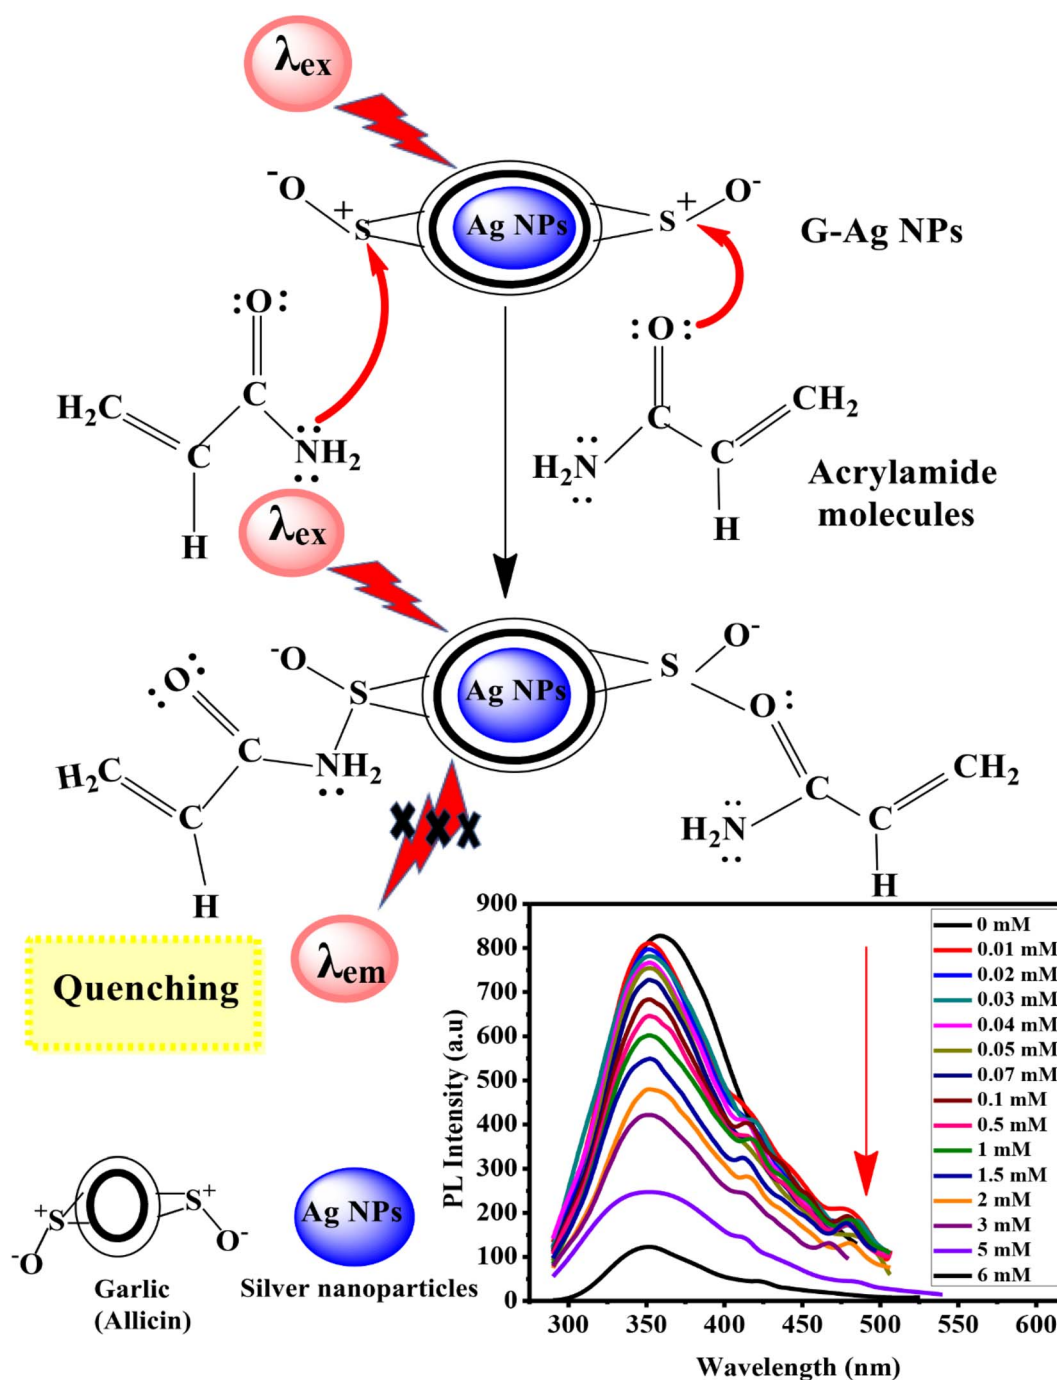 λex
-O
+
S
Ag NPs
S
+
O-
G-Ag NPs
:O:
H2C
C
C
NH2
H
:O:
CH2
C
C
H2N
H
Acrylamide
molecules
λex
-O
S
Ag NPs
S
O-
O
O:
H2C
C
C
NH2
H
C
C
CH2
H2N
H
λem
Quenching
S
+
-O
S
+
O-
Garlic
(Allicin)
Ag NPs
Silver nanoparticles
PL Intensity (a.u)
900
800
700
600
500
400
300
200
100
0
300
350
400
450
500
550
600
Wavelength (nm)
0 mM
0.01 mM
0.02 mM
0.03 mM
0.04 mM
0.05 mM
0.07 mM
0.1 mM
0.5 mM
1 mM
1.5 mM
2 mM
3 mM
5 mM
6 mM